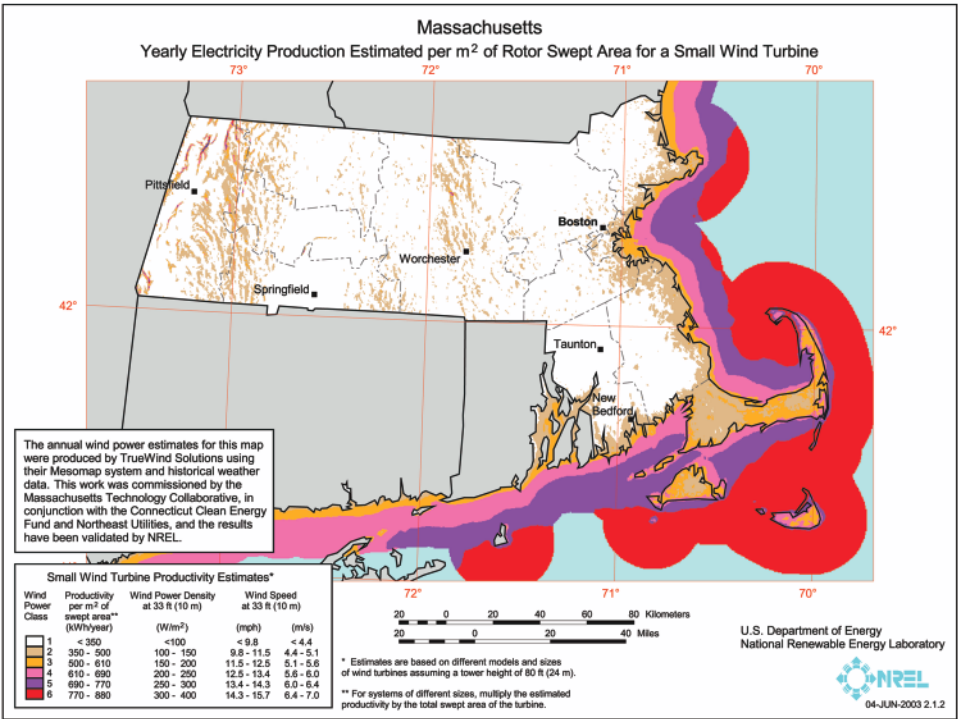 Massachusetts
Yearly Electricity Production Estimated per m² of Rotor Swept Area for a Small Wind Turbine
73° 72° 71° 70°
Pittsfield
Boston
Worchester
Springfield
42° 42°
Taunton
New
Bedford
The annual wind power estimates for this map
were produced by TrueWind Solutions using
their Mesomap system and historical weather
data. This work was commissioned by the
Massachusetts Technology Collaborative, in
conjunction with the Connecticut Clean Energy
Fund and Northeast Utilities, and the results
have been validated by NREL.
72° 71° 70°
Small Wind Turbine Productivity Estimates*
Wind Productivity Wind Power Density Wind Speed
Power per m² of at 33 ft (10 m) at 33 ft (10 m)
Class swept area**
(kWh/year) (W/m²) (mph) (m/s)
1 < 350 <100 < 9.8 < 4.4
2 350 - 500 100 - 150 9.8 - 11.5 4.4 - 5.1
3 500 - 610 150 - 200 11.5 - 12.5 5.1 - 5.6
4 610 - 690 200 - 250 12.5 - 13.4 5.6 - 6.0
5 690 - 770 250 - 300 13.4 - 14.3 6.0 - 6.4
6 770 - 880 300 - 400 14.3 - 15.7 6.4 - 7.0
20 0 20 40 60 80 Kilometers
20 0 20 40 Miles
* Estimates are based on different models and sizes
of wind turbines assuming a tower height of 80 ft (24 m).
** For systems of different sizes, multiply the estimated
productivity by the total swept area of the turbine.
U.S. Department of Energy
National Renewable Energy Laboratory
NREL
04-JUN-2003 2.1.2